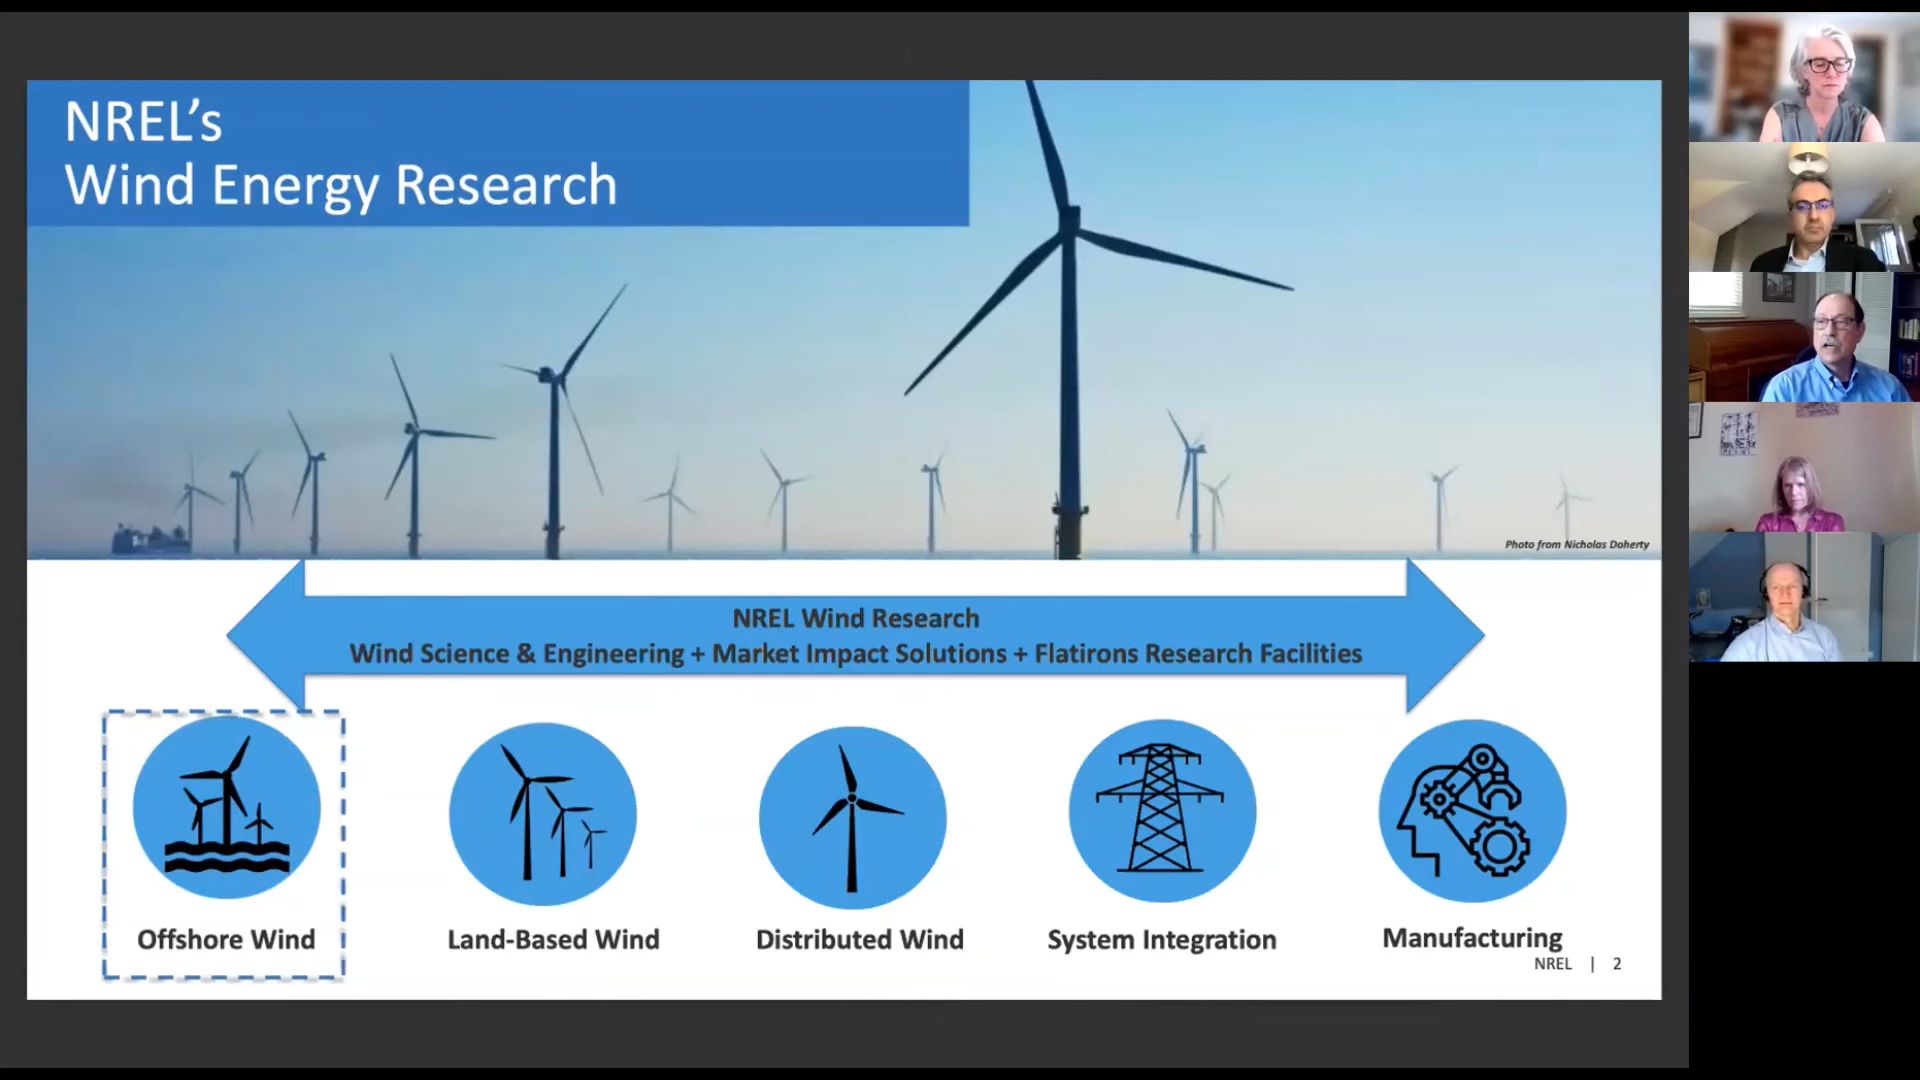 NREL’s
Wind Energy Research
Photo from Nicholas Doherty
NREL Wind Research
Wind Science & Engineering + Market Impact Solutions + Flatirons Research Facilities
Offshore Wind
Land-Based Wind
Distributed Wind
System Integration
Manufacturing
NREL | 2